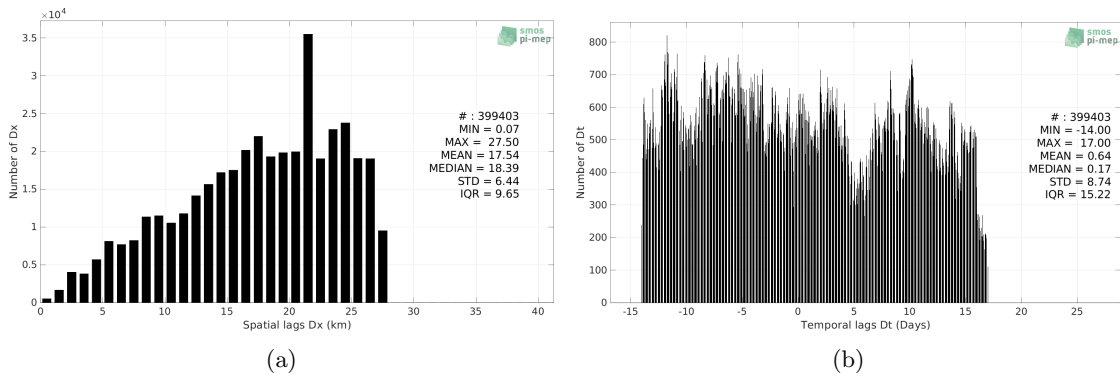 ×10⁴
3.5
3
2.5
2
1.5
1
0.5
0
Number of Dx
0 5 10 15 20 25 30 35 40
Spatial lags Dx (km)
smos
pi-mep
# : 399403
MIN = 0.07
MAX = 27.50
MEAN = 17.54
MEDIAN = 18.39
STD = 6.44
IQR = 9.65
(a)
800
700
600
500
400
300
200
100
0
Number of Dt
-15 -10 -5 0 5 10 15 20 25
Temporal lags Dt (Days)
smos
pi-mep
# : 399403
MIN = -14.00
MAX = 17.00
MEAN = 0.64
MEDIAN = 0.17
STD = 8.74
IQR = 15.22
(b)